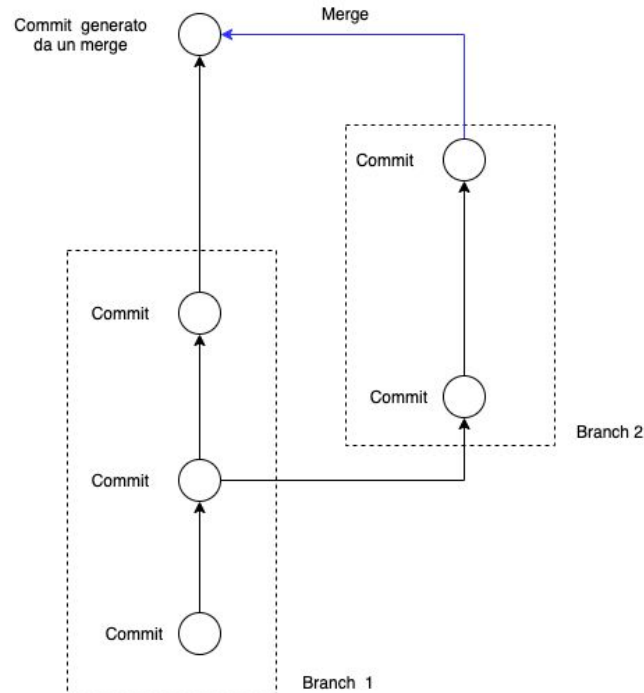 Merge
Commit generato
da un merge
Commit
Commit
Commit
Branch 2
Commit
Commit
Branch 1